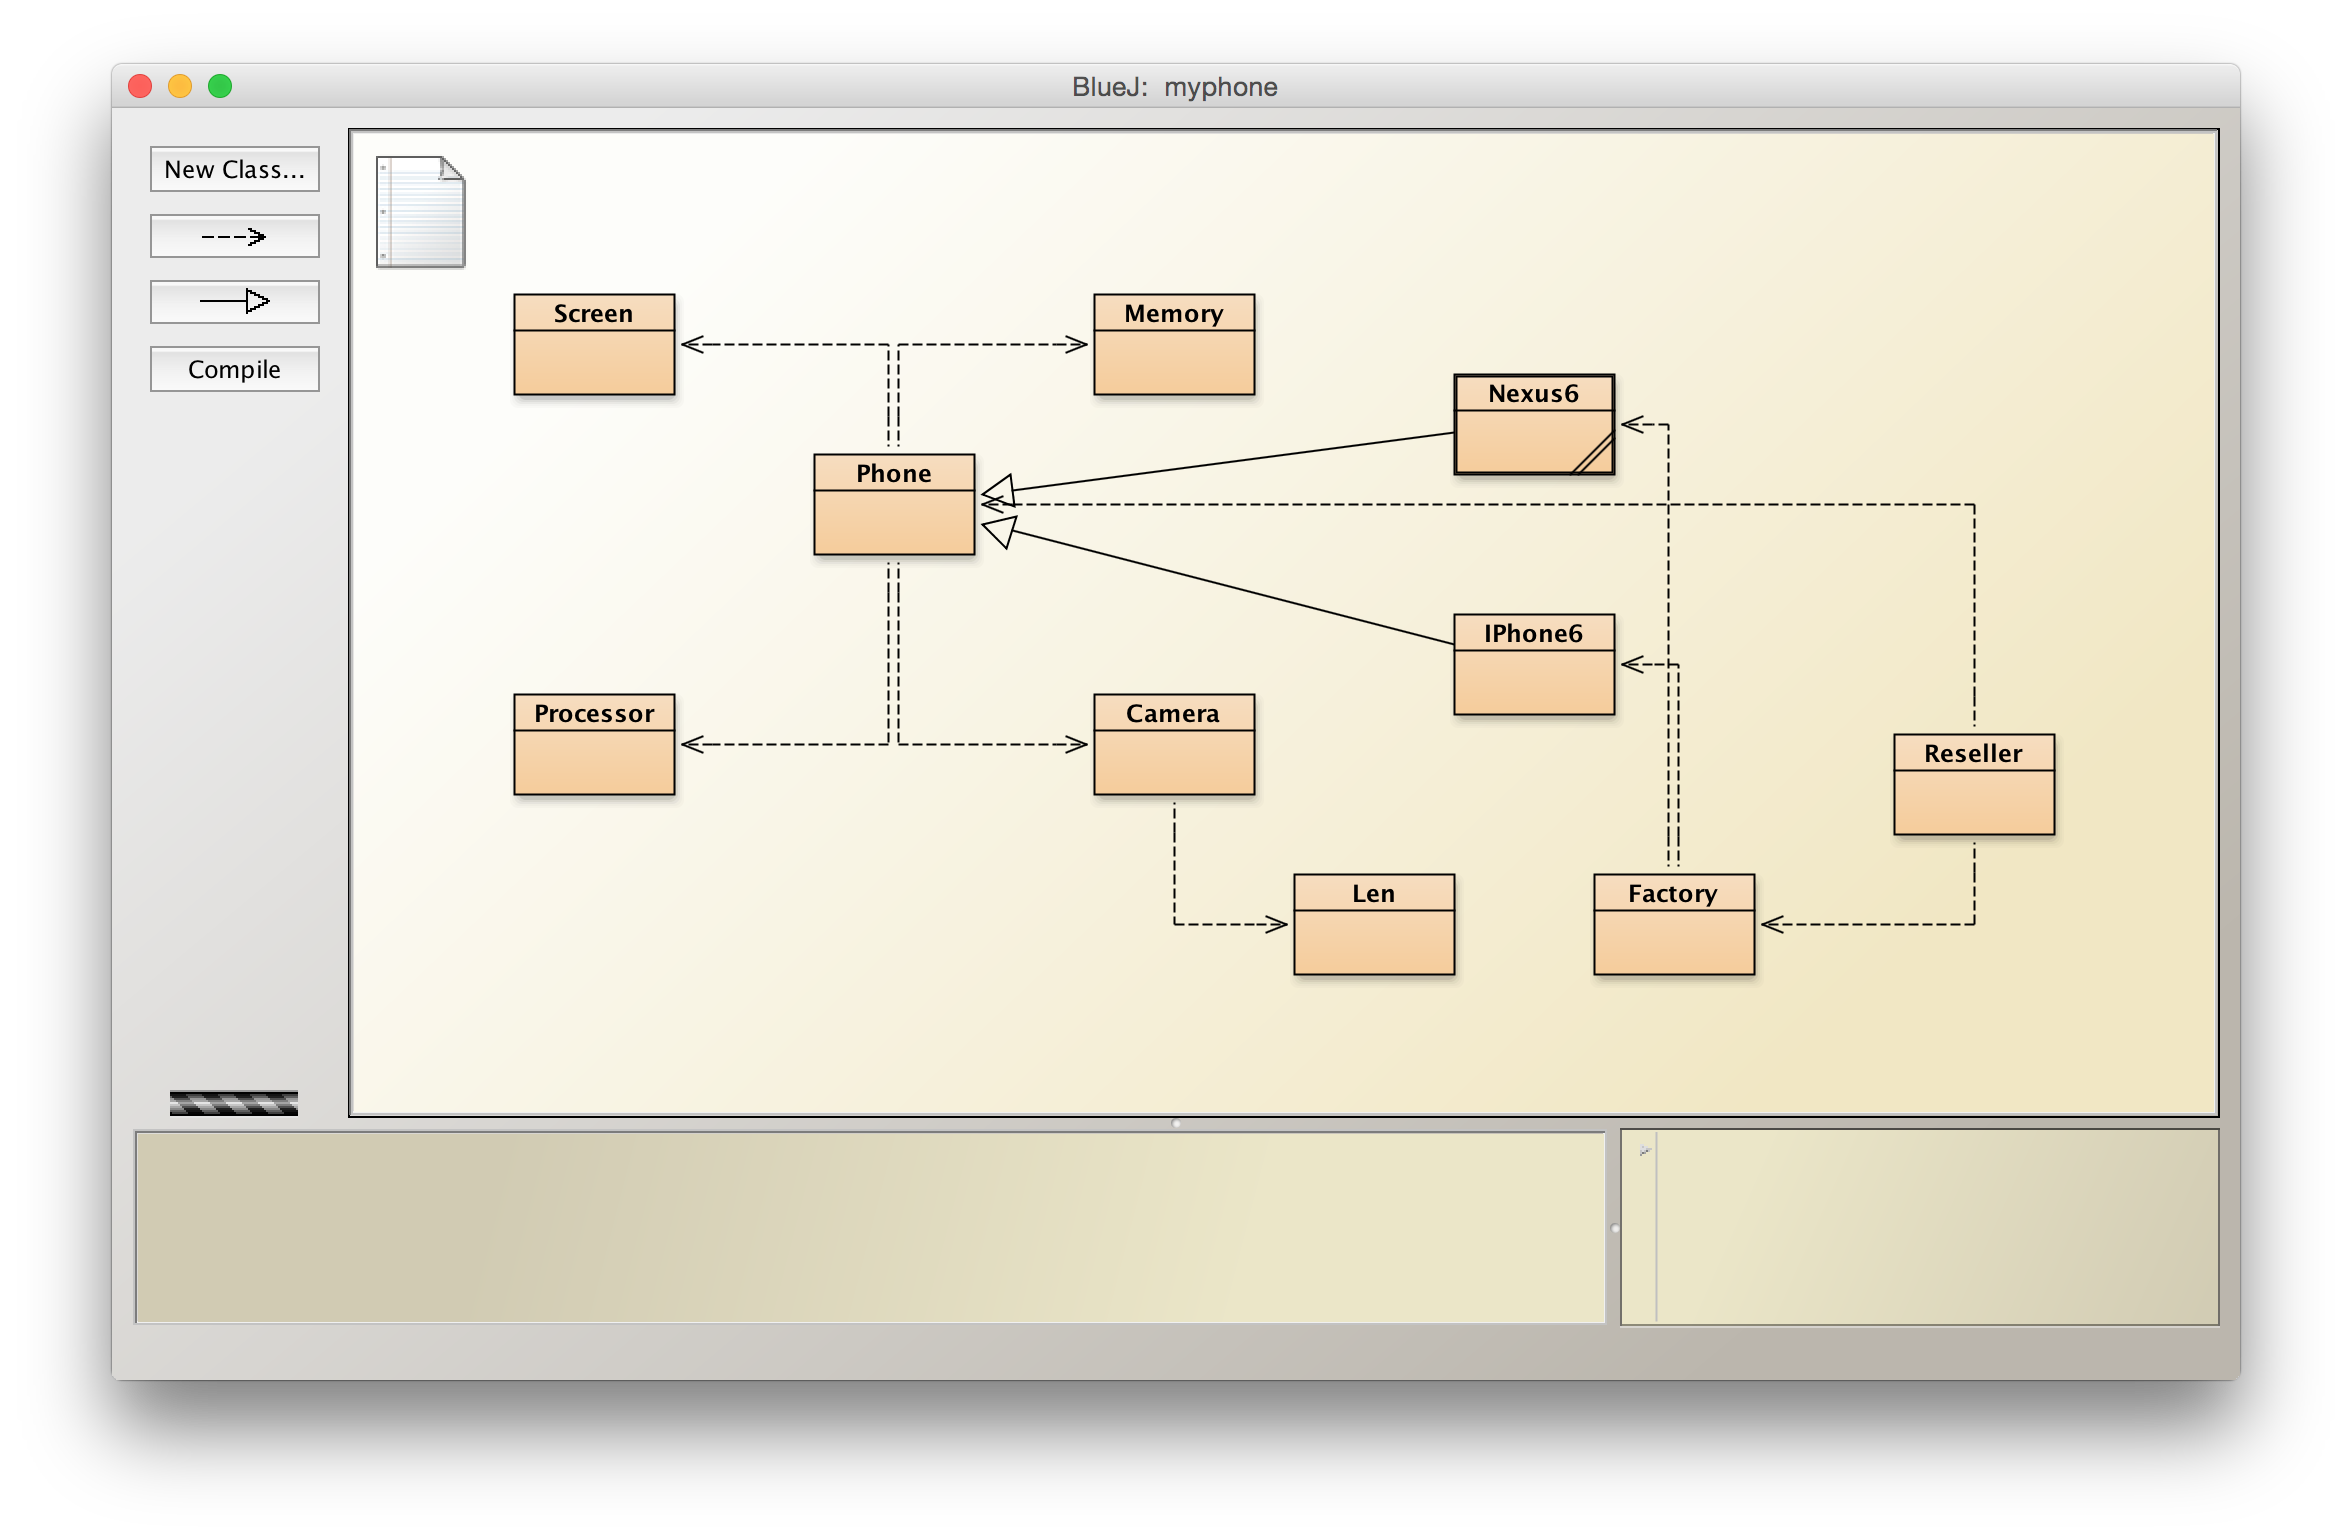 BlueJ: myphone
New Class...
Compile
Screen
Memory
Nexus6
Phone
IPhone6
Processor
Camera
Reseller
Len
Factory